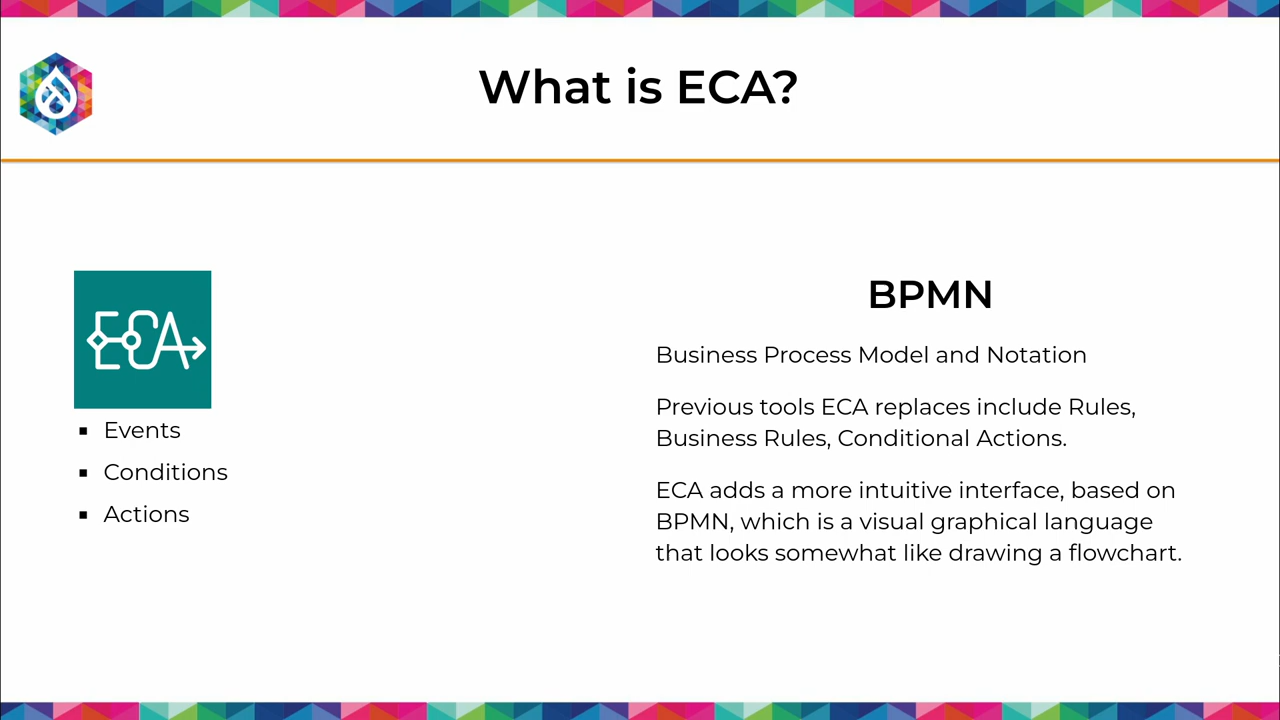 What is ECA?
ECA
Events
Conditions
Actions
BPMN
Business Process Model and Notation
Previous tools ECA replaces include Rules,
Business Rules, Conditional Actions.
ECA adds a more intuitive interface, based on
BPMN, which is a visual graphical language
that looks somewhat like drawing a flowchart.